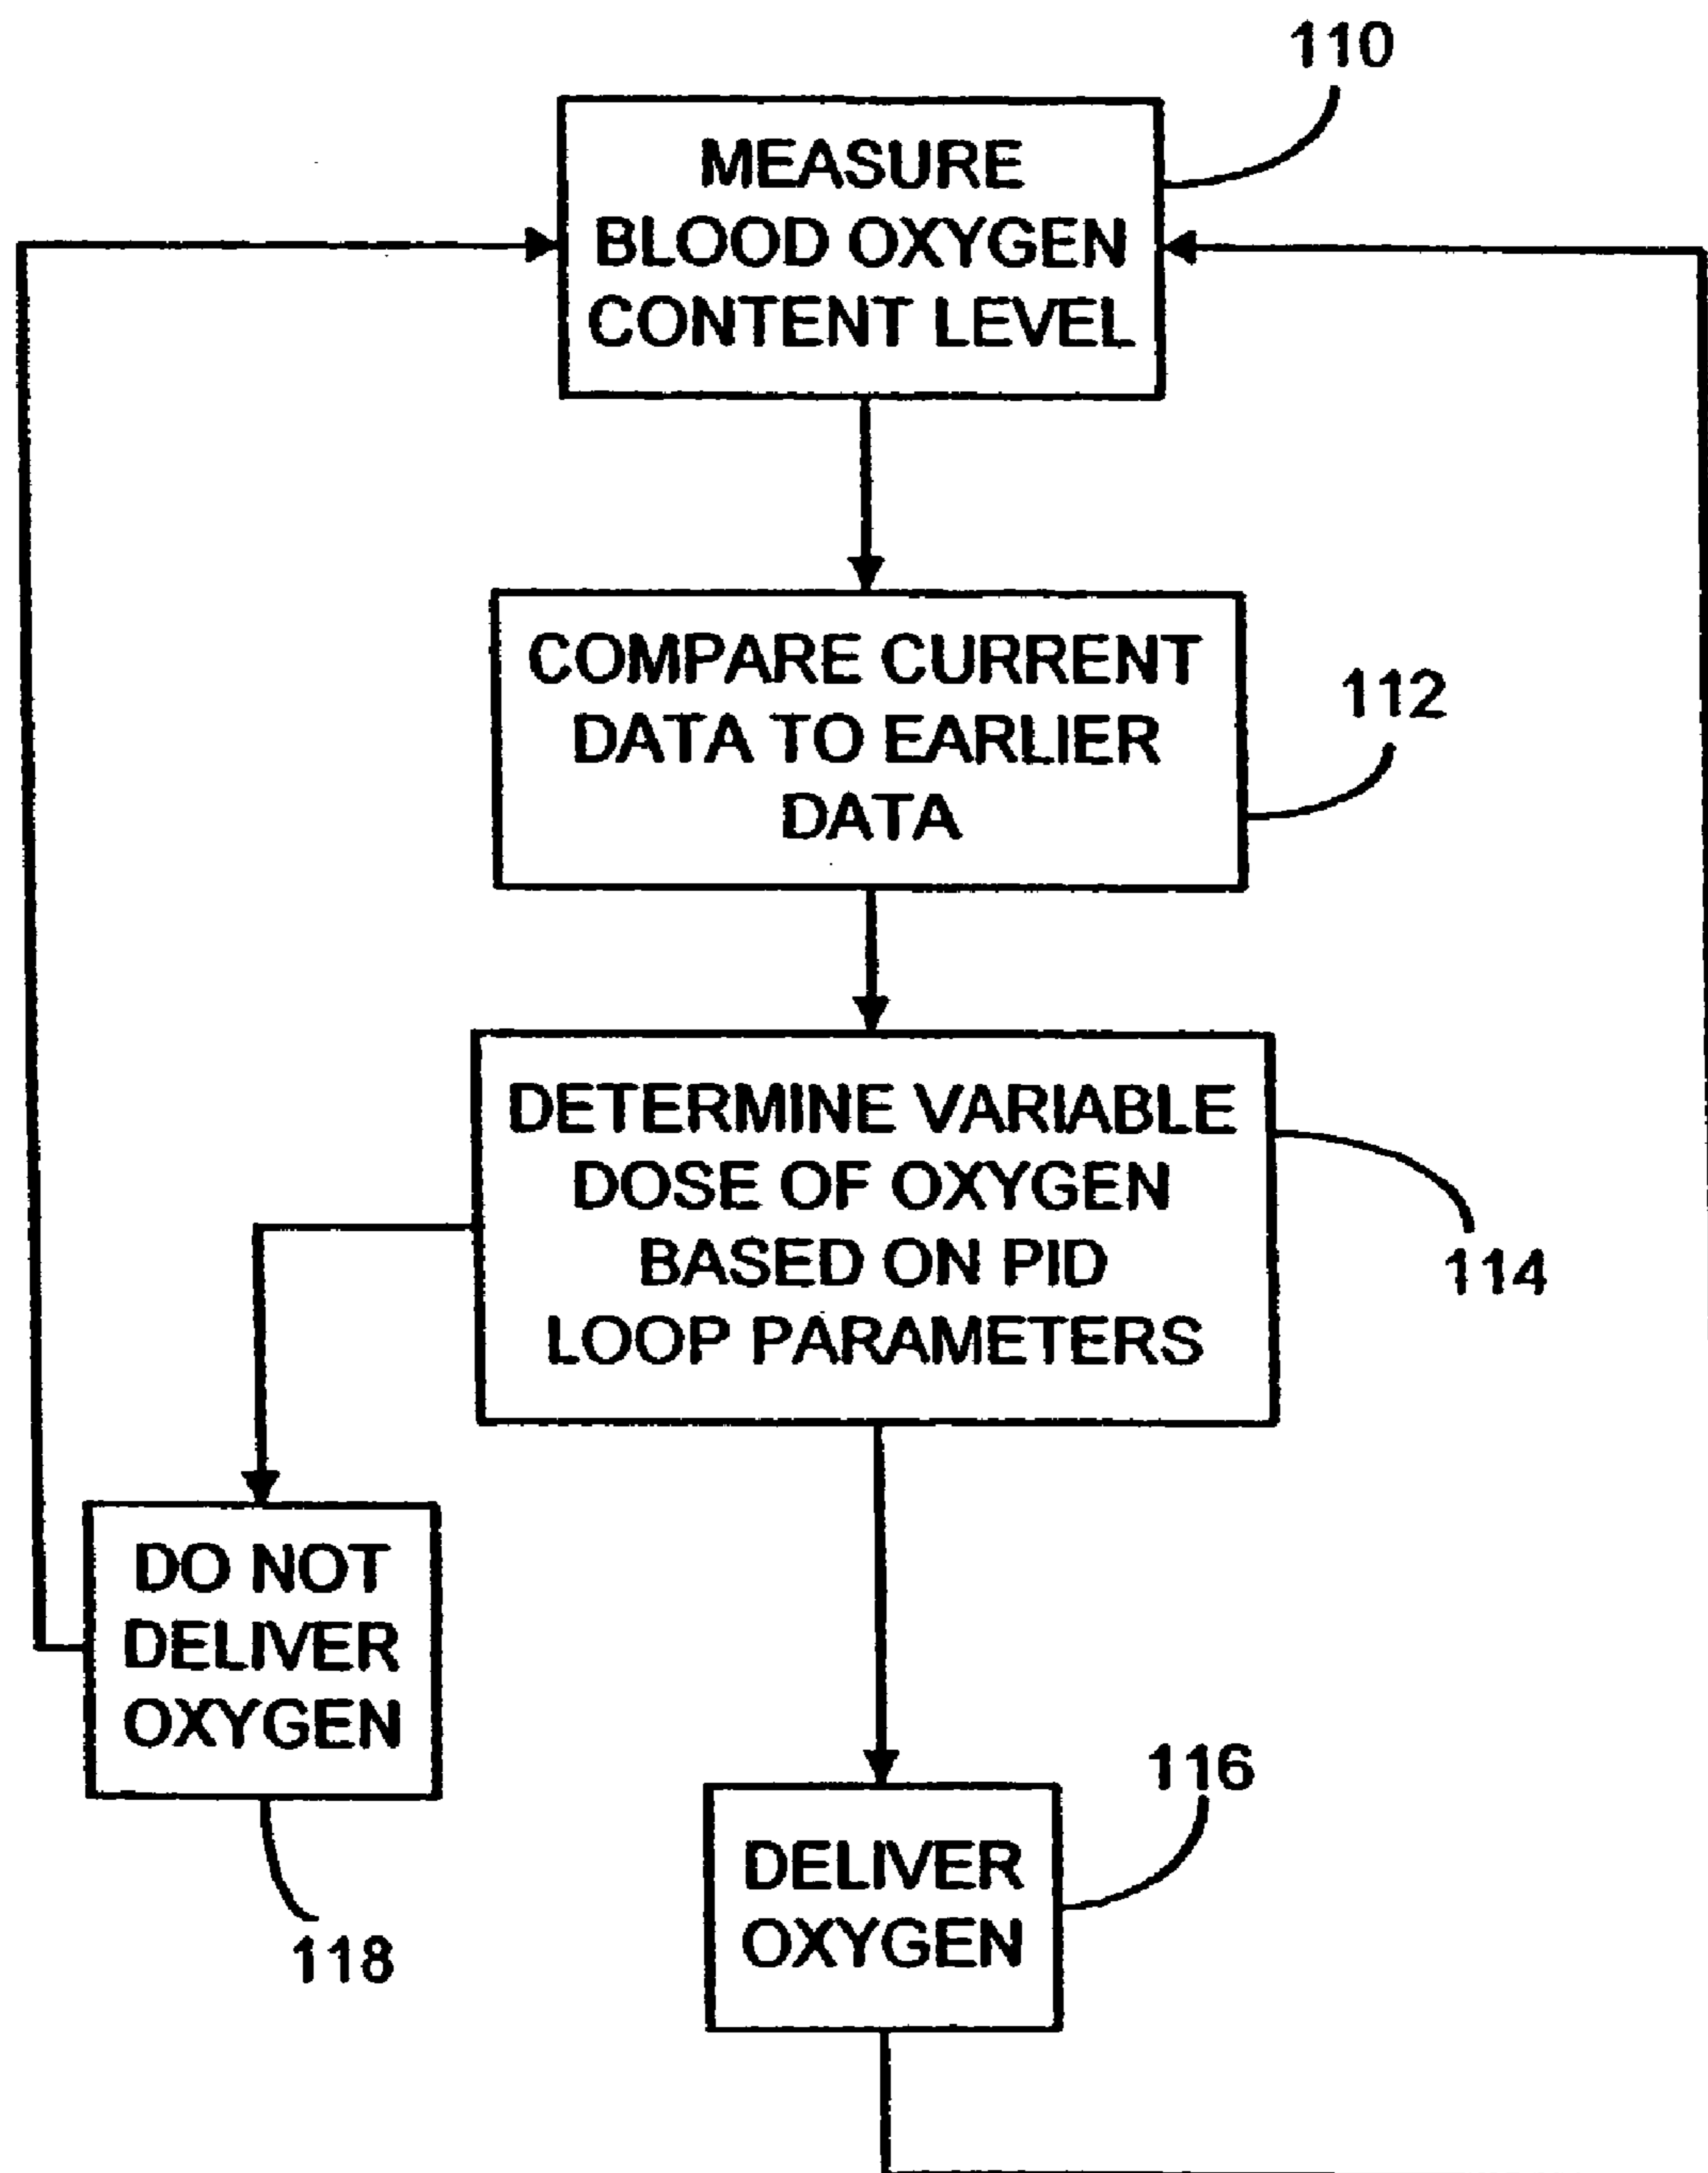 110
MEASURE
BLOOD OXYGEN
CONTENT LEVEL
COMPARE CURRENT
DATA TO EARLIER
DATA
112
DETERMINE VARIABLE
DOSE OF OXYGEN
BASED ON PID
LOOP PARAMETERS
114
DO NOT
DELIVER
OXYGEN
118
116
DELIVER
OXYGEN